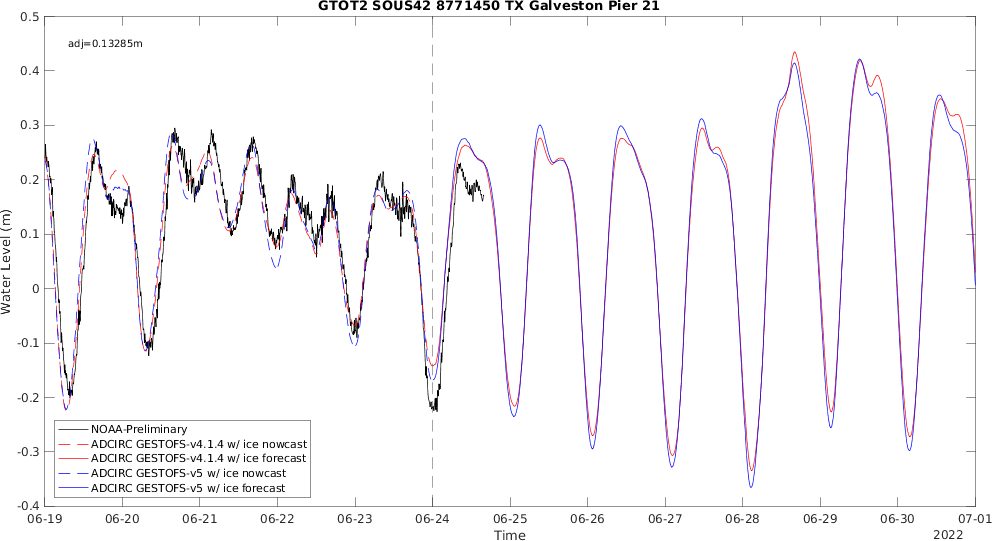 GTOT2 SOUS42 8771450 TX Galveston Pier 21
0.5
adj=0.13285m
0.4
0.3
0.2
0.1
0
-0.1
-0.2
-0.3
-0.4
Water Level (m)
NOAA-Preliminary
ADCIRC GESTOFS-v4.1.4 w/ ice nowcast
ADCIRC GESTOFS-v4.1.4 w/ ice forecast
ADCIRC GESTOFS-v5 w/ ice nowcast
ADCIRC GESTOFS-v5 w/ ice forecast
06-19 06-20 06-21 06-22 06-23 06-24 06-25 06-26 06-27 06-28 06-29 06-30 07-01
Time
2022